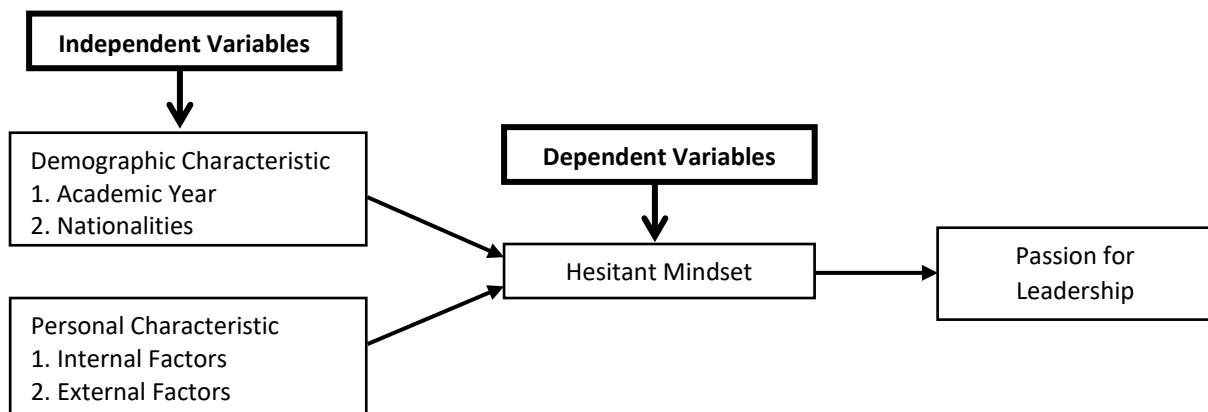 Independent Variables
Demographic Characteristic
1. Academic Year
2. Nationalities
Personal Characteristic
1. Internal Factors
2. External Factors
Dependent Variables
Hesitant Mindset
Passion for
Leadership